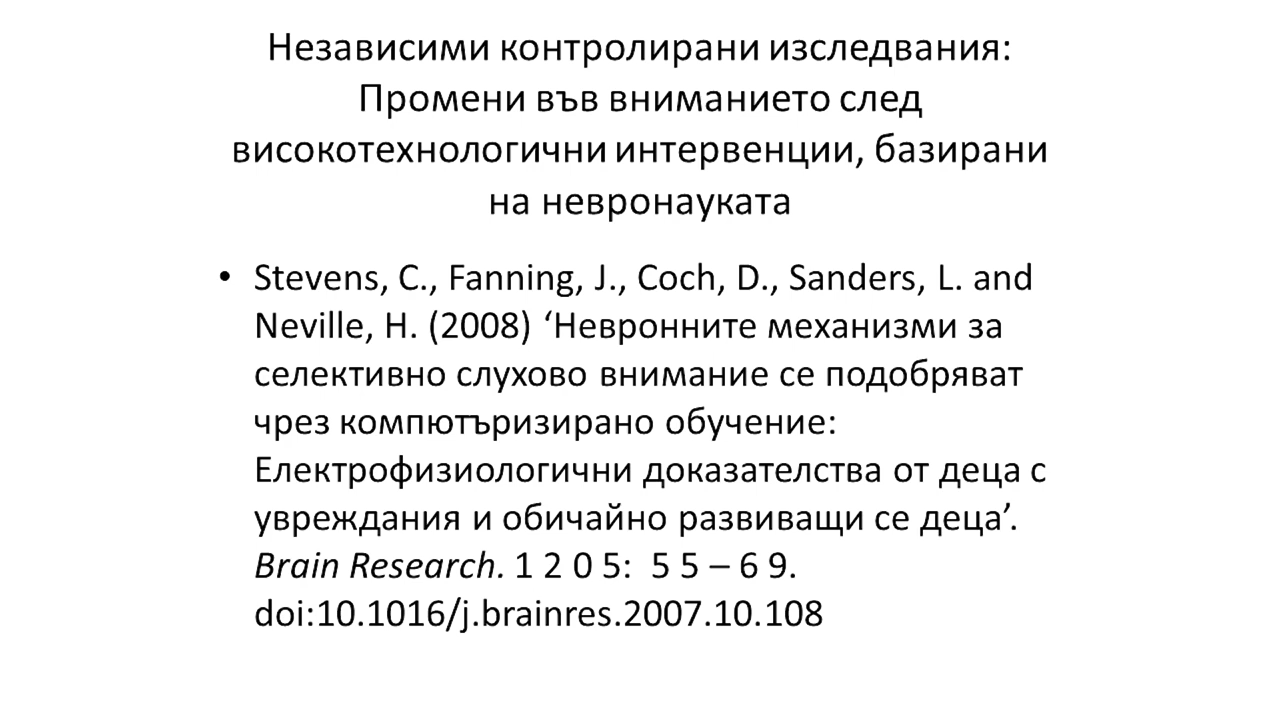 Независими контролирани изследвания:
Промени във вниманието след
високотехнологични интервенции, базирани
на невронауката
• Stevens, C., Fanning, J., Coch, D., Sanders, L. and
Neville, H. (2008) ‘Невронните механизми за
селективно слухово внимание се подобряват
чрез компютъризирано обучение:
Електрофизиологични доказателства от деца с
увреждания и обичайно развиващи се деца’.
Brain Research. 1 2 0 5: 5 5 – 6 9.
doi:10.1016/j.brainres.2007.10.108